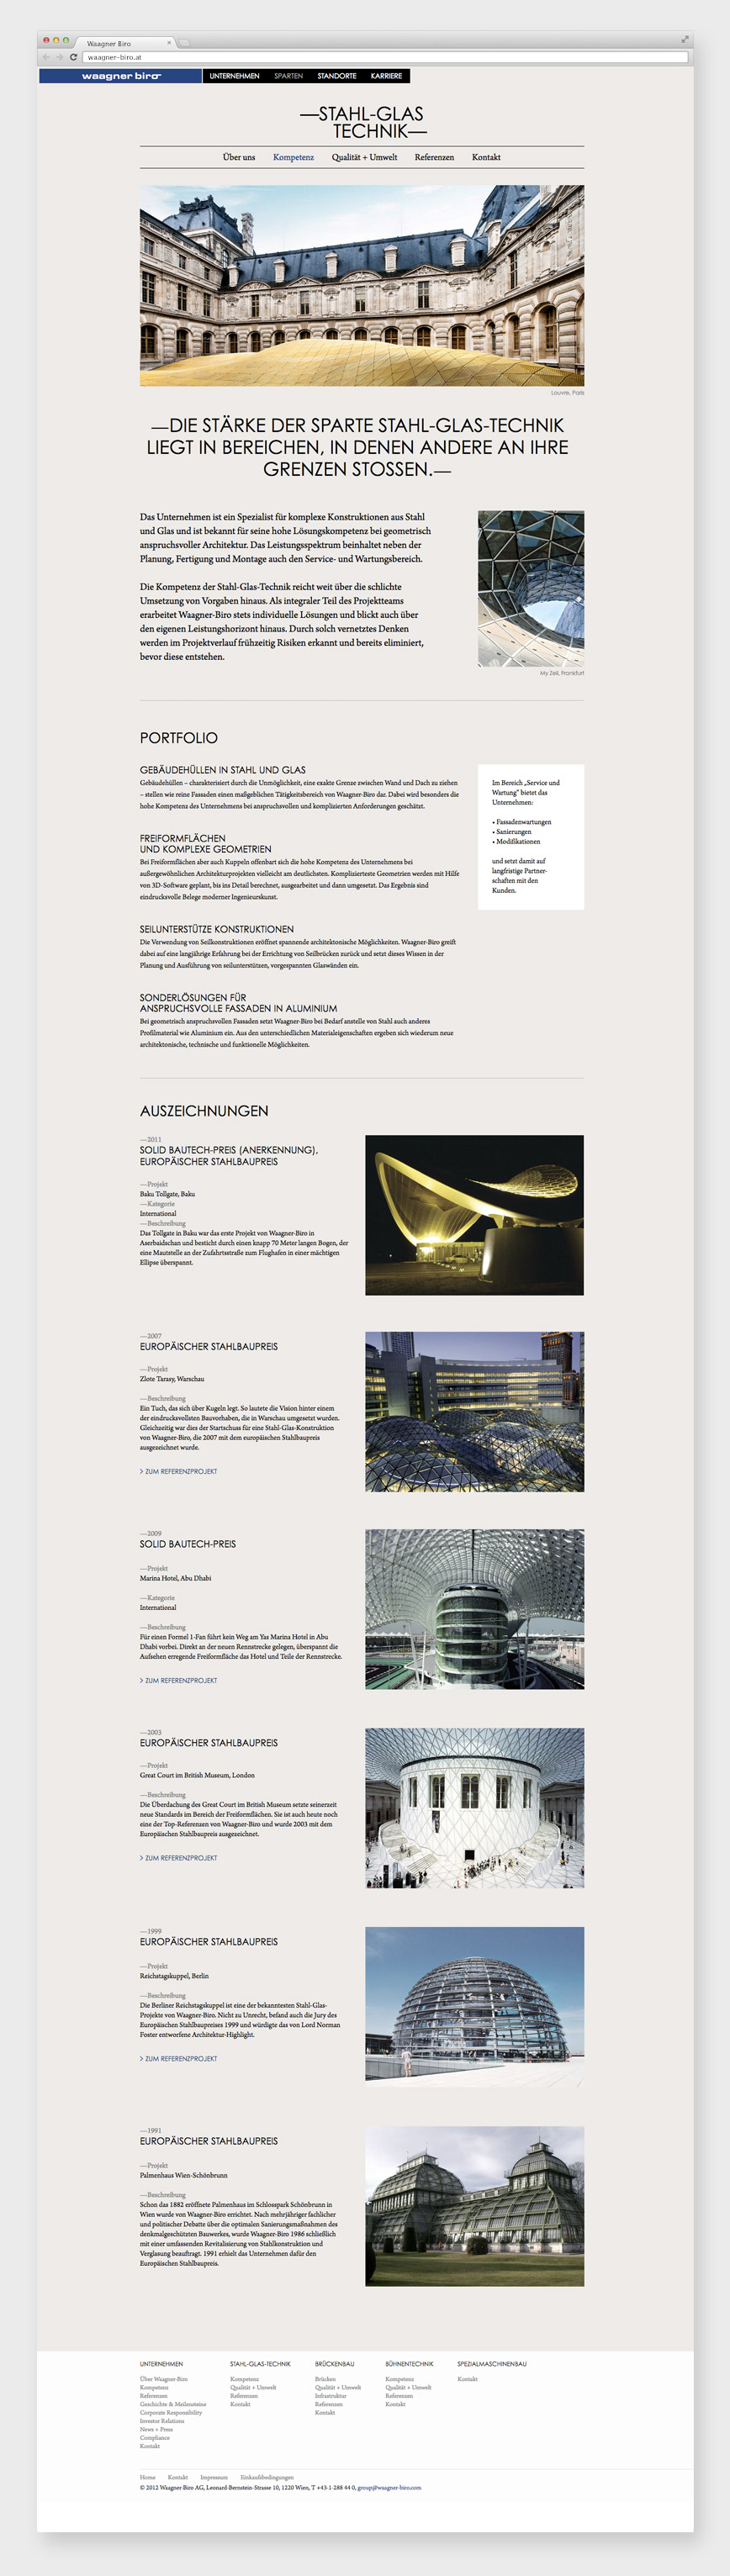 Waagner Biro
waagner-biro.at
waagner biro
UNTERNEHMEN SPARTEN STANDORTE KARRIERE
—STAHL-GLAS
TECHNIK—
Über uns Kompetenz Qualität + Umwelt Referenzen Kontakt
Louvre, Paris
—DIE STÄRKE DER SPARTE STAHL-GLAS-TECHNIK
LIEGT IN BEREICHEN, IN DENEN ANDERE AN IHRE
GRENZEN STOSSEN.—
Das Unternehmen ist ein Spezialist für komplexe Konstruktionen aus Stahl
und Glas und ist bekannt für seine hohe Lösungskompetenz bei
anspruchsvoller Architektur. Das Leistungsspektrum beinhaltet neben der
Planung, Fertigung und Montage auch den Service- und Wartungsbereich.
Die Kompetenz der Stahl-Glas-Technik reicht weit über die schlichte
Umsetzung von Vorgaben hinaus. Als integraler Teil des Projektteams
erarbeitet Waagner-Biro stets individuelle Lösungen und blickt auch über
den eigenen Leistungshorizont hinaus. Durch solch vernetztes Denken
werden im Projektverlauf frühzeitig Risiken erkannt und bereits eliminiert,
bevor diese entstehen.
My Zeil, Frankfurt
PORTFOLIO
GEBÄUDEHÜLLEN IN STAHL UND GLAS
Gebäudehüllen – charakterisiert durch die Unmöglichkeit, eine exakte Grenze zwischen Wand und Dach zu ziehen
– stellen wie reine Fassaden einen maßgeblichen Tätigkeitsbereich von Waagner-Biro dar. Dabei wird besonders die
hohe Kompetenz des Unternehmens bei anspruchsvollen und komplizierten Anforderungen geschätzt.
FREIFORMFLÄCHEN
UND KOMPLEXE GEOMETRIEN
Bei Freiformflächen aber auch Kuppeln offenbart sich die hohe Kompetenz des Unternehmens bei
außergewöhnlichen Architekturprojekten vielleicht am deutlichsten. Komplizierteste Geometrien werden mit Hilfe
von 3D-Software geplant, bis ins Detail berechnet, ausgearbeitet und dann umgesetzt. Das Ergebnis sind
eindrucksvolle Belege moderner Ingenieurskunst.
SEILUNTERSTÜTZE KONSTRUKTIONEN
Die Verwendung von Seilkonstruktionen eröffnet spannende architektonische Möglichkeiten. Waagner-Biro greift
dabei auf eine langjährige Erfahrung bei der Errichtung von Seilbrücken zurück und setzt dieses Wissen in der
Planung und Ausführung von seilunterstützen, vorgespannten Glaswänden ein.
SONDERLÖSUNGEN FÜR
ANSPRUCHSVOLLE FASSADEN IN ALUMINIUM
Bei geometrisch anspruchsvollen Fassaden setzt Waagner-Biro bei Bedarf anstelle von Stahl auch anderes
Profilmaterial wie Aluminium ein. Aus den unterschiedlichen Materialeigenschaften ergeben sich wiederum neue
architektonische, technische und funktionelle Möglichkeiten.
Im Bereich „Service und
Wartung“ bietet das
Unternehmen:
• Fassadenwartungen
• Sanierungen
• Modifikationen
und setzt damit auf
langfristige Partner-
schaften mit den
Kunden.
AUSZEICHNUNGEN
—2011
SOLID BAUTECH-PREIS (ANERKENNUNG),
EUROPÄISCHER STAHLBAUPREIS
—Projekt
Baku Tollgate, Baku
—Kategorie
International
—Beschreibung
Das Tollgate in Baku war das erste Projekt von Waagner-Biro in
Aserbaidschan und besticht durch einen knapp 70 Meter langen Bogen, der
eine Mautstelle an der Zufahrtsstraße zum Flughafen in einer mächtigen
Ellipse überspannt.
—2007
EUROPÄISCHER STAHLBAUPREIS
—Projekt
Zlote Tarasy, Warschau
—Beschreibung
Ein Tuch, das sich über Kugeln legt. So lautete die Vision hinter einem
der eindrucksvollsten Bauvorhaben, die in Warschau umgesetzt wurden.
Gleichzeitig war dies der Startschuss für eine Stahl-Glas-Konstruktion
von Waagner-Biro, die 2007 mit dem europäischen Stahlbaupreis
ausgezeichnet wurde.
> ZUM REFERENZPROJEKT
—2009
SOLID BAUTECH-PREIS
—Projekt
Marina Hotel, Abu Dhabi
—Kategorie
International
—Beschreibung
Für einen Formel 1-Fan führt kein Weg am Yas Marina Hotel in Abu
Dhabi vorbei. Direkt an der neuen Rennstrecke gelegen, überspannt die
Aufsehen erregende Freiformfläche das Hotel und Teile der Rennstrecke.
> ZUM REFERENZPROJEKT
—2003
EUROPÄISCHER STAHLBAUPREIS
—Projekt
Great Court im British Museum, London
—Beschreibung
Die Überdachung des Great Court im British Museum setzte seinerzeit
neue Standards im Bereich der Freiformflächen. Sie ist auch heute noch
eine der Top-Referenzen von Waagner-Biro und wurde 2003 mit dem
Europäischen Stahlbaupreis ausgezeichnet.
> ZUM REFERENZPROJEKT
—1999
EUROPÄISCHER STAHLBAUPREIS
—Projekt
Reichstagskuppel, Berlin
—Beschreibung
Die Berliner Reichstagskuppel ist eine der bekanntesten Stahl-Glas-
Projekte von Waagner-Biro. Nicht zu Unrecht, befand auch die Jury des
Europäischen Stahlbaupreises 1999 und würdigte das von Lord Norman
Foster entworfene Architektur-Highlight.
> ZUM REFERENZPROJEKT
—1991
EUROPÄISCHER STAHLBAUPREIS
—Projekt
Palmenhaus Wien-Schönbrunn
—Beschreibung
Schon das 1882 eröffnete Palmenhaus im Schlosspark Schönbrunn in
Wien wurde von Waagner-Biro errichtet. Nach mehrjähriger fachlicher
und politischer Debatte über die optimalen Sanierungsmaßnahmen des
denkmalgeschützten Bauwerkes, wurde Waagner-Biro 1986 schließlich
mit einer umfassenden Revitalisierung von Stahlkonstruktion und
Verglasung beauftragt. 1991 erhielt das Unternehmen dafür den
Europäischen Stahlbaupreis.
UNTERNEHMEN
Über Waagner-Biro
Kompetenz
Referenzen
Geschichte & Meilensteine
Corporate Responsibility
Investor Relations
News + Press
Compliance
Kontakt
STAHL-GLAS-TECHNIK
Kompetenz
Qualität + Umwelt
Referenzen
Kontakt
BRÜCKENBAU
Brücken
Qualität + Umwelt
Infrastruktur
Referenzen
Kontakt
BÜHNENTECHNIK
Kompetenz
Qualität + Umwelt
Referenzen
Kontakt
SPEZIALMASCHINENBAU
Kontakt
Home Kontakt Impressum Einkaufsbedingungen
© 2012 Waagner Biro AG, Leonard-Bernstein-Strasse 10, 1220 Wien, T +43-1-288 44 0, group@waagner-biro.com